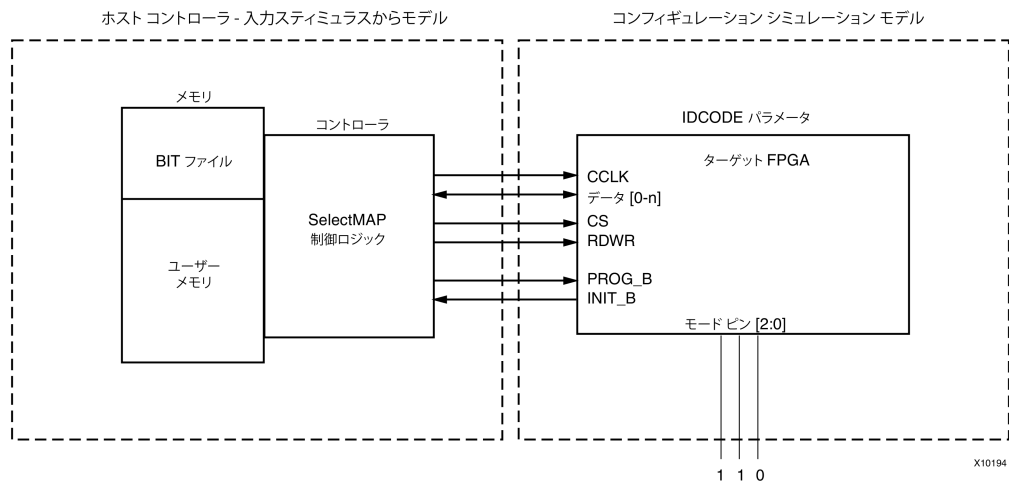 ホスト コントローラ - 入力スティミュラスからモデル
コンフィギュレーション シミュレーション モデル
メモリ
コントローラ
IDCODE パラメータ
BIT ファイル
ターゲット FPGA
CCLK
データ [0-n]
SelectMAP
制御ロジック
CS
RDWR
ユーザー
メモリ
PROG_B
INIT_B
モード ピン [2:0]
X10194
1 1 0